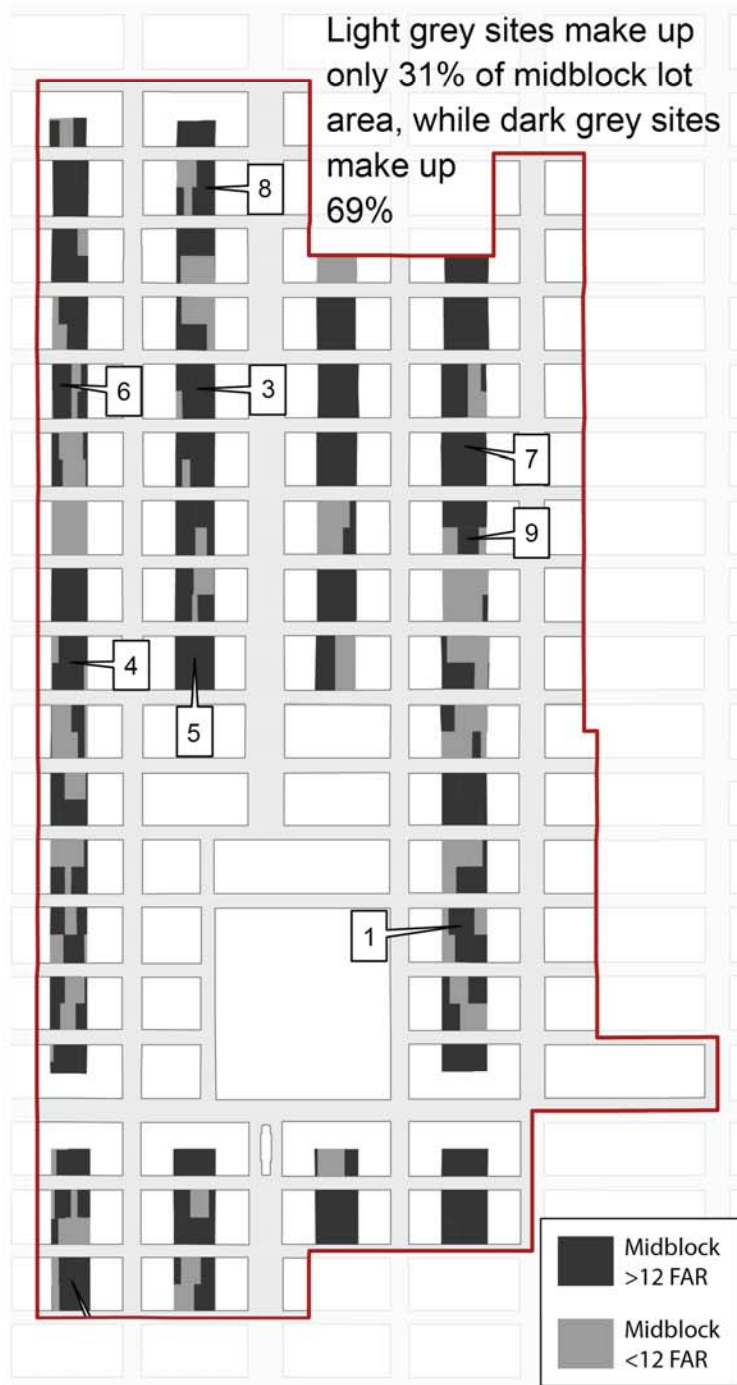 Light grey sites make up
only 31% of midblock lot
area, while dark grey sites
make up
69%
8
6
3
7
9
4
5
1
Midblock
>12 FAR
Midblock
<12 FAR